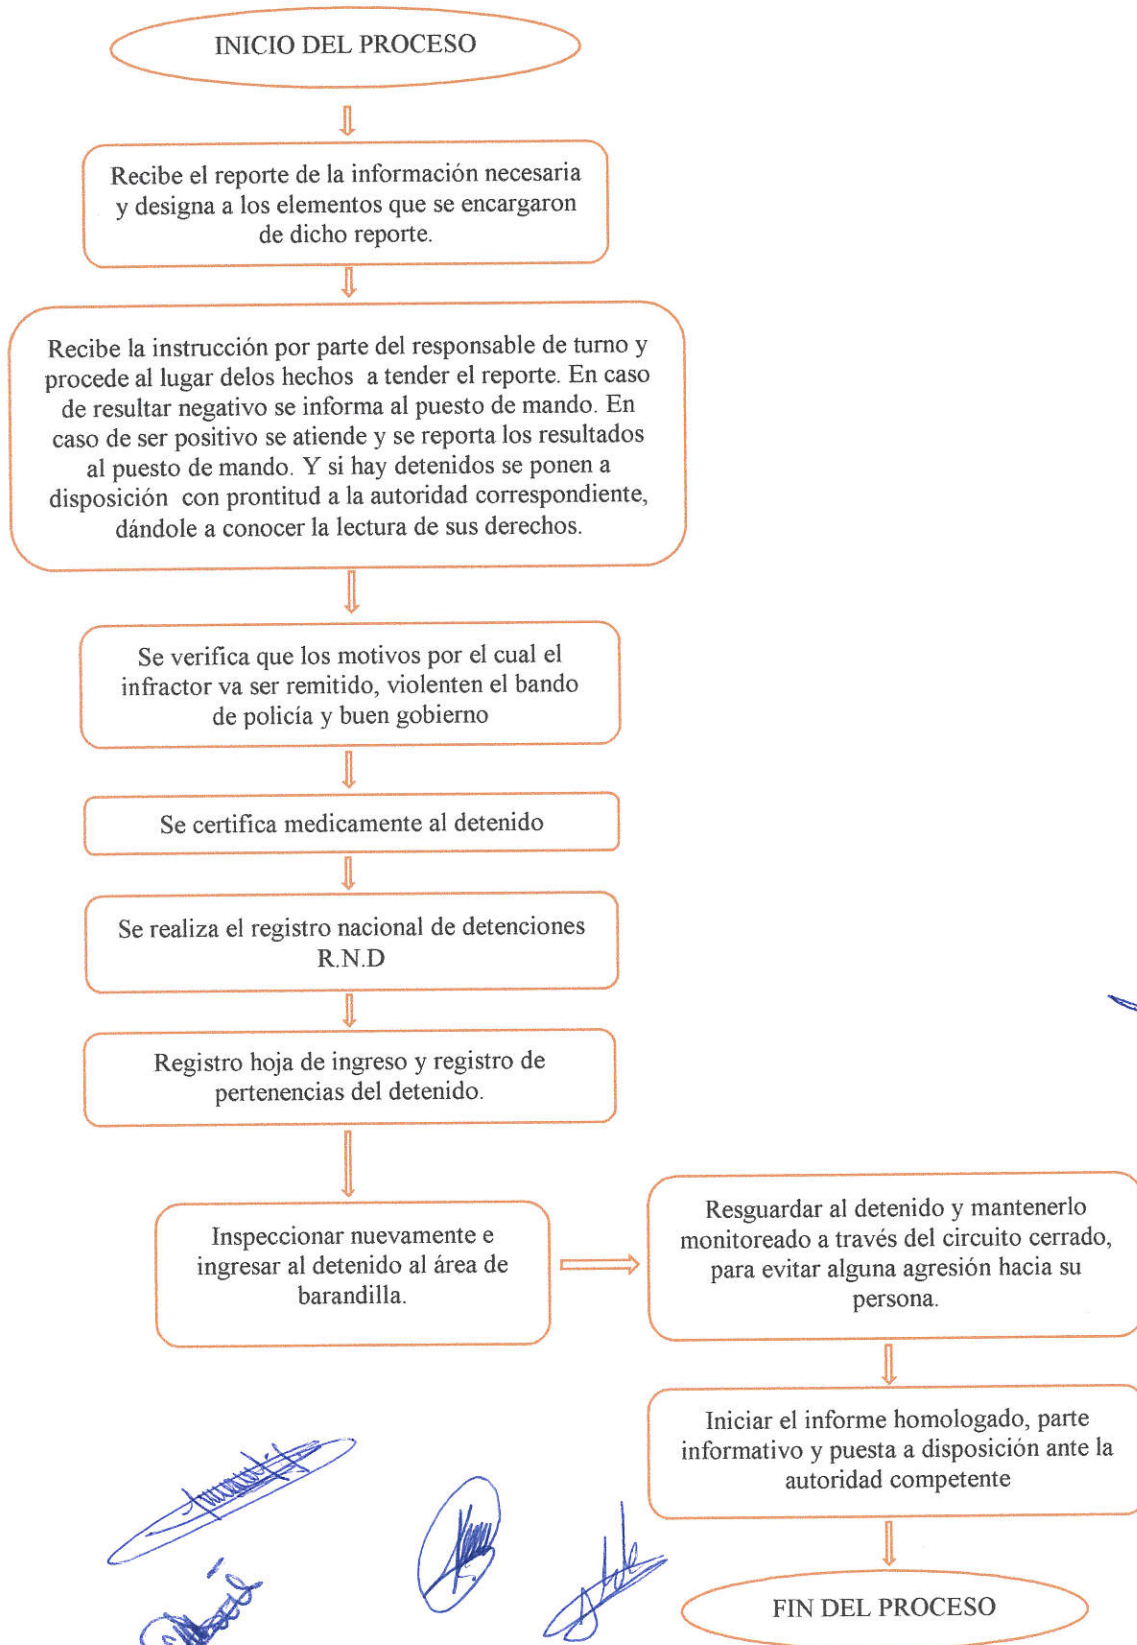 INICIO DEL PROCESO
Recibe el reporte de la información necesaria
y designa a los elementos que se encargaron
de dicho reporte.
Recibe la instrucción por parte del responsable de turno y
procede al lugar delos hechos a tender el reporte. En caso
de resultar negativo se informa al puesto de mando. En
caso de ser positivo se atiende y se reporta los resultados
al puesto de mando. Y si hay detenidos se ponen a
disposición con prontitud a la autoridad correspondiente,
dándole a conocer la lectura de sus derechos.
Se verifica que los motivos por el cual el
infractor va ser remitido, violenten el bando
de policía y buen gobierno
Se certifica medicamente al detenido
Se realiza el registro nacional de detenciones
R.N.D
Registro hoja de ingreso y registro de
pertenencias del detenido.
Inspeccionar nuevamente e
ingresar al detenido al área de
barandilla.
Resguardar al detenido y mantenerlo
monitoreado a través del circuito cerrado,
para evitar alguna agresión hacia su
persona.
Iniciar el informe homologado, parte
informativo y puesta a disposición ante la
autoridad competente
FIN DEL PROCESO